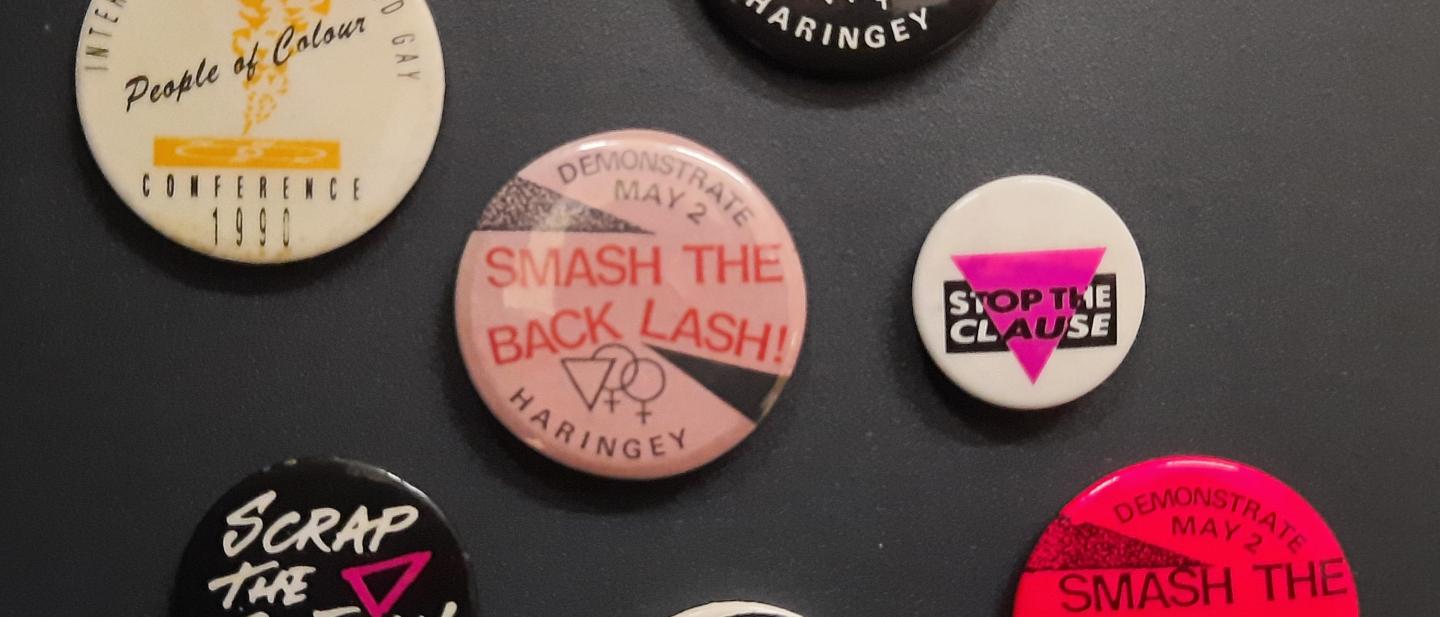 People of Colour
GAY
CONFERENCE
1990
HARINGEY
DEMONSTRATE
MAY 2
SMASH THE
BACK LASH!
HARINGEY
STOP THE
CLAUSE
SCRAP
THE
DEMONSTRATE
MAY 2
SMASH THE